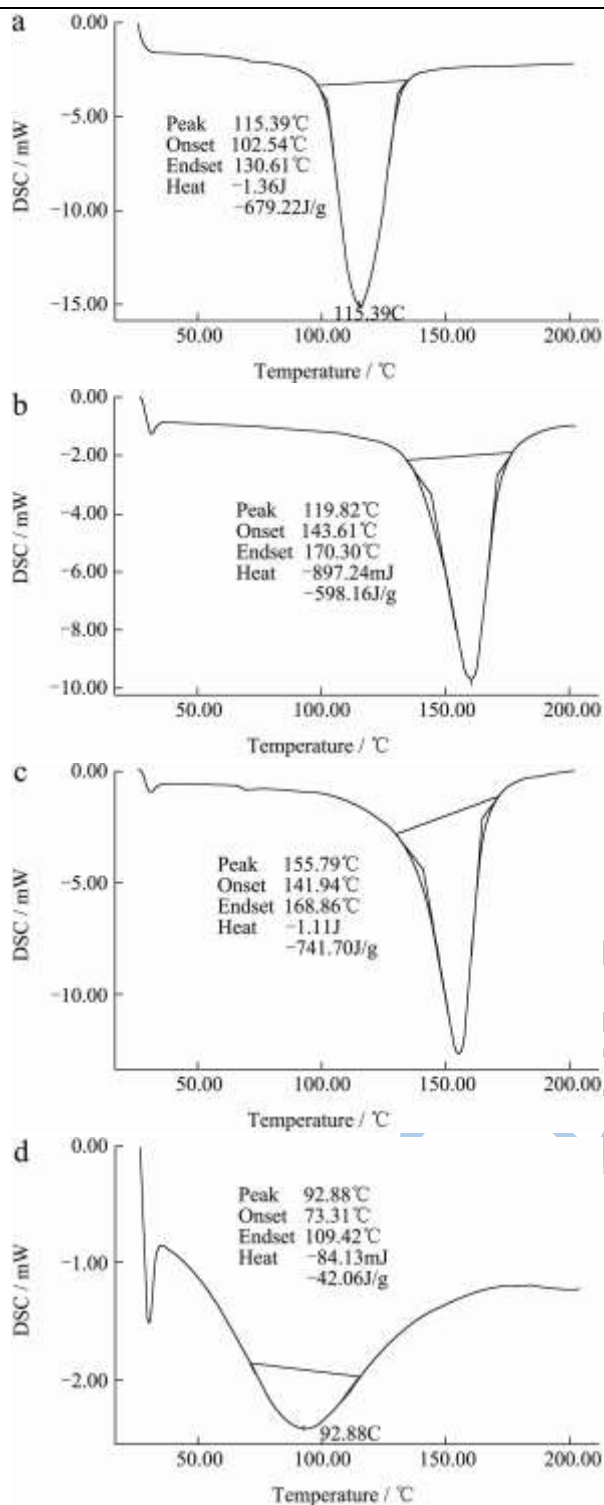 a
0.00
−5.00
−10.00
−15.00
DSC / mW
Peak 115.39℃
Onset 102.54℃
Endset 130.61℃
Heat −1.36J
−679.22J/g
115.39C
50.00 100.00 150.00 200.00
Temperature / ℃
b
0.00
−2.00
−4.00
−6.00
−8.00
−10.00
DSC / mW
Peak 119.82℃
Onset 143.61℃
Endset 170.30℃
Heat −897.24mJ
−598.16J/g
50.00 100.00 150.00 200.00
Temperature / ℃
c
0.00
−5.00
−10.00
DSC / mW
Peak 155.79℃
Onset 141.94℃
Endset 168.86℃
Heat −1.11J
−741.70J/g
50.00 100.00 150.00 200.00
Temperature / ℃
d
0.00
−1.00
−2.00
DSC / mW
Peak 92.88℃
Onset 73.31℃
Endset 109.42℃
Heat −84.13mJ
−42.06J/g
92.88C
50.00 100.00 150.00 200.00
Temperature / ℃